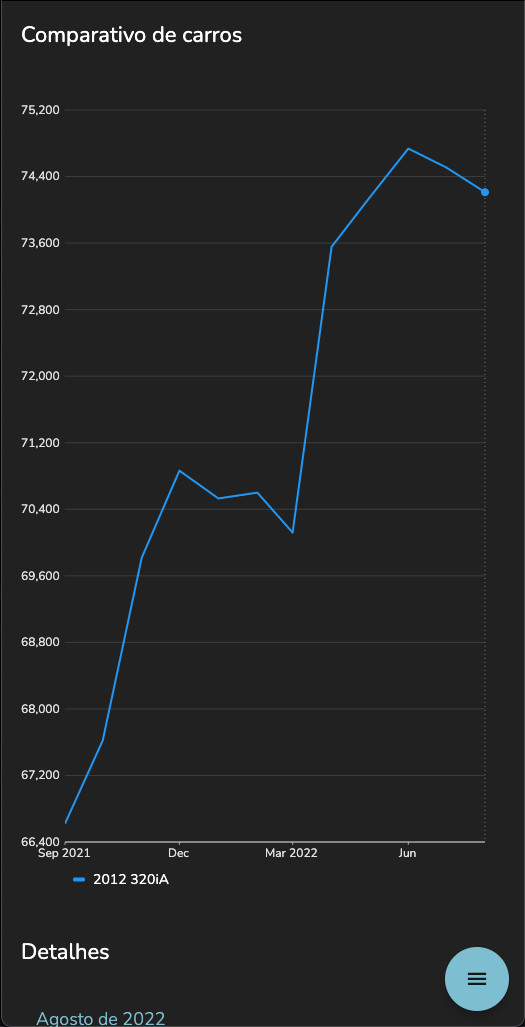 Comparativo de carros
75,200
74,400
73,600
72,800
72,000
71,200
70,400
69,600
68,800
68,000
67,200
66,400
Sep 2021 Dec Mar 2022 Jun
2012 320iA
Detalhes
Agosto de 2022